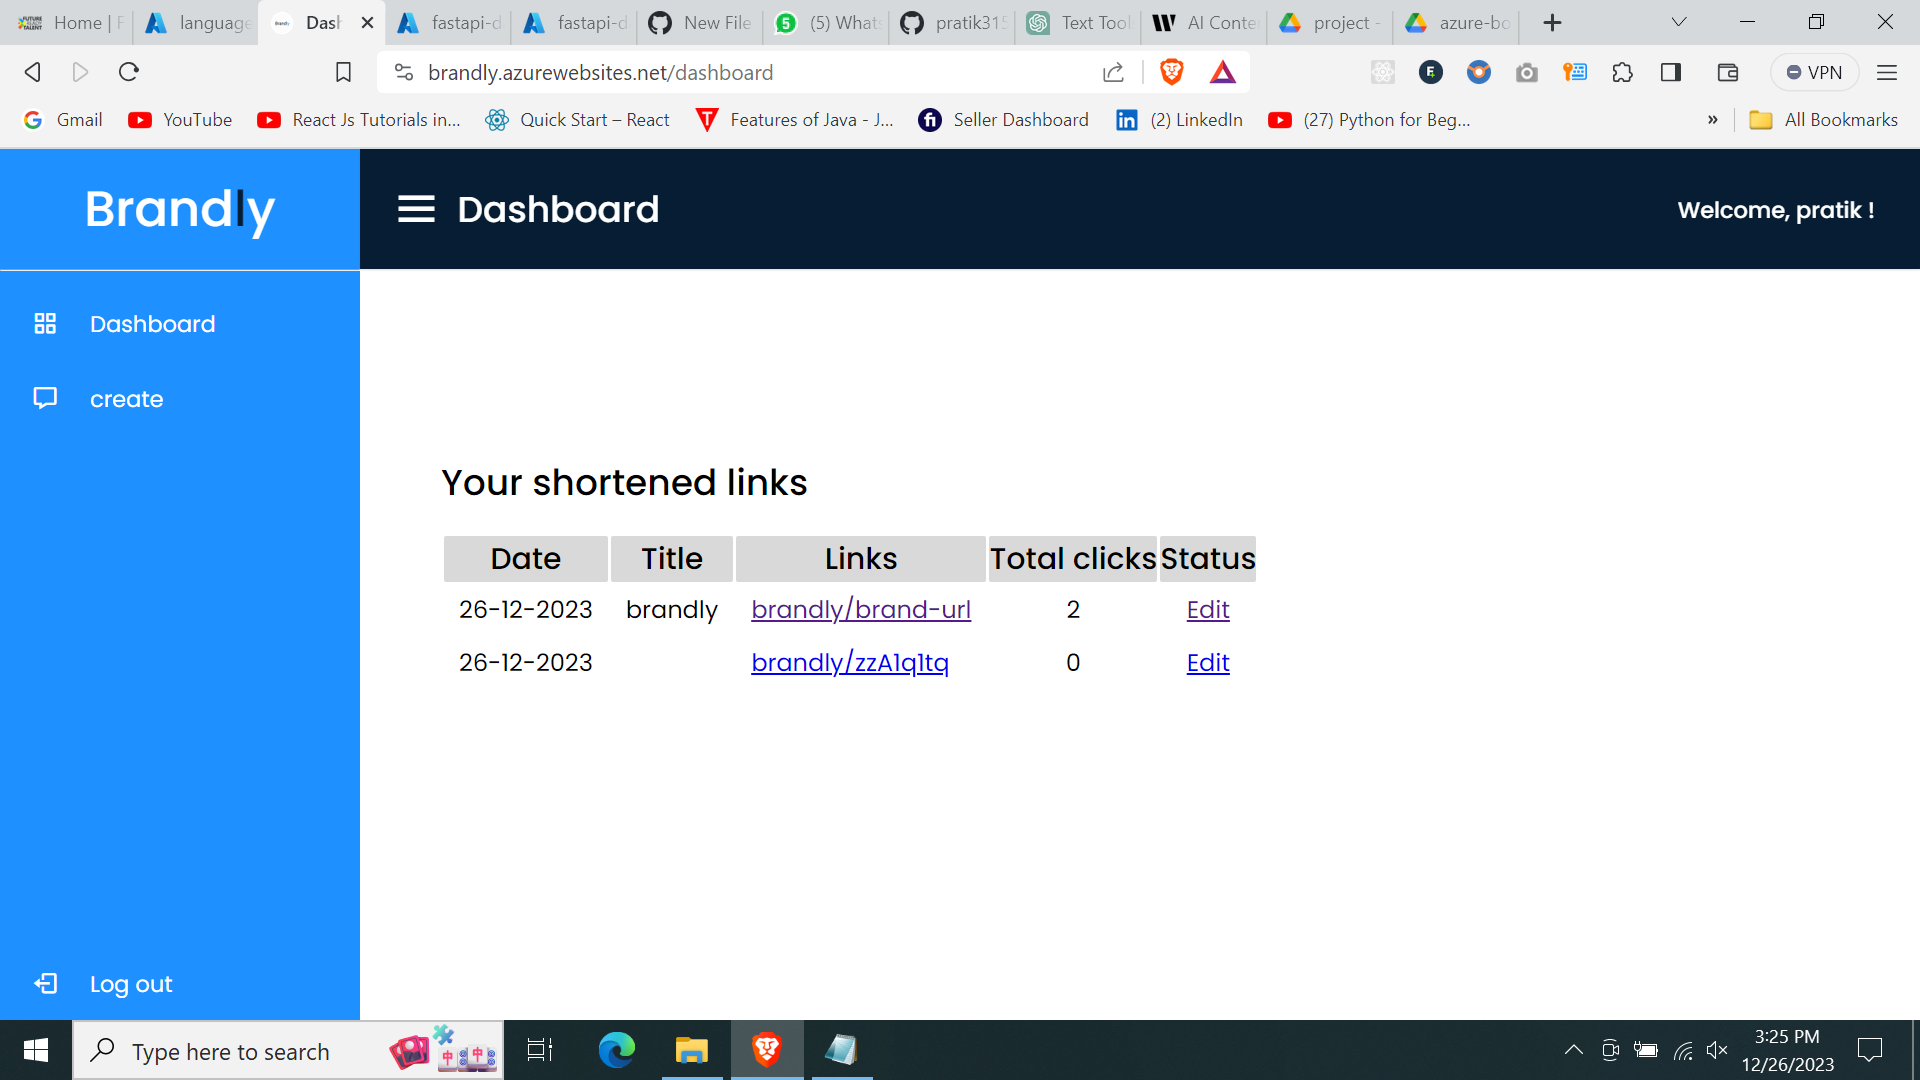 Home | F
language
Dash
fastapi-d
fastapi-d
New File
(5) Whats
pratik315
Text Tool
AI Conter
project -
azure-bo
brandly.azurewebsites.net/dashboard
VPN
Gmail
YouTube
React Js Tutorials in...
Quick Start – React
Features of Java - J...
Seller Dashboard
(2) LinkedIn
(27) Python for Beg...
»
All Bookmarks
Brandly
Dashboard
Welcome, pratik !
Dashboard
create
Your shortened links
Date Title Links Total clicks Status
26-12-2023 brandly brandly/brand-url 2 Edit
26-12-2023 brandly/zzA1q1tq 0 Edit
Log out
Type here to search
3:25 PM
12/26/2023